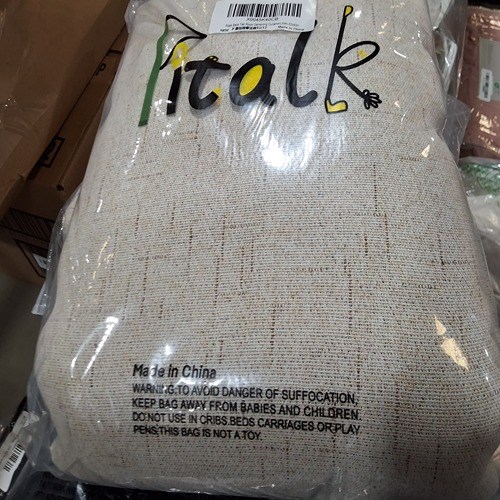 Pitalk
Made in China
WARNING:TO AVOID DANGER OF SUFFOCATION,
KEEP BAG AWAY FROM BABIES AND CHILDREN.
DO NOT USE IN CRIBS.BEDS CARRIAGES OR PLAY
PENS;THIS BAG IS NOT A TOY.